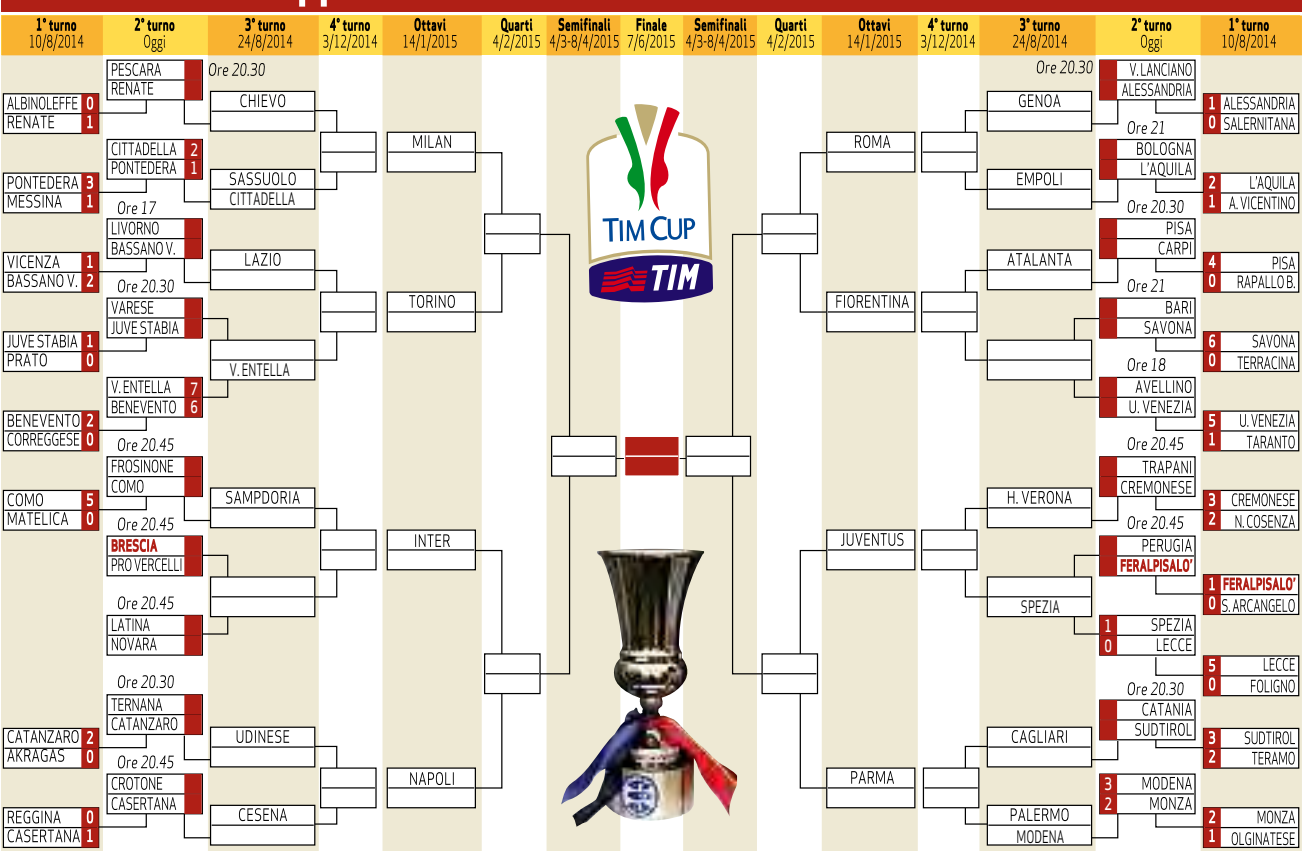 1° turno
10/8/2014
2° turno
Oggi
3° turno
24/8/2014
4° turno
3/12/2014
Ottavi
14/1/2015
Quarti
4/2/2015
Semifinali
4/3-8/4/2015
Finale
7/6/2015
Semifinali
4/3-8/4/2015
Quarti
4/2/2015
Ottavi
14/1/2015
4° turno
3/12/2014
3° turno
24/8/2014
2° turno
Oggi
1° turno
10/8/2014
ALBINOLEFFE 0
RENATE 1
PONTEDERA 3
MESSINA 1
VICENZA 1
BASSANO V. 2
JUVE STABIA 1
PRATO 0
BENEVENTO 2
CORREGGESE 0
COMO 5
MATELICA 0
CATANZARO 2
AKRAGAS 0
REGGINA 0
CASERTANA 1
PESCARA
RENATE
Ore 20.30
CITTADELLA 2
PONTEDERA 1
Ore 17
LIVORNO
BASSANO V.
Ore 20.30
VARESE
JUVE STABIA
V. ENTELLA 7
BENEVENTO 6
Ore 20.45
FROSINONE
COMO
Ore 20.45
BRESCIA
PRO VERCELLI
Ore 20.45
LATINA
NOVARA
Ore 20.30
TERNANA
CATANZARO
Ore 20.45
CROTONE
CASERTANA
CHIEVO
SASSUOLO
CITTADELLA
LAZIO
V. ENTELLA
SAMPDORIA
UDINESE
CESENA
MILAN
TORINO
INTER
NAPOLI
TIM CUP
TIM
ROMA
FIORENTINA
JUVENTUS
PARMA
GENOA
EMPOLI
ATALANTA
H. VERONA
SPEZIA
CAGLIARI
PALERMO
MODENA
Ore 20.30
V. LANCIANO
ALESSANDRIA
Ore 21
BOLOGNA
L'AQUILA
Ore 20.30
PISA
CARPI
Ore 21
BARI
SAVONA
Ore 18
AVELLINO
U. VENEZIA
Ore 20.45
TRAPANI
CREMONESE
Ore 20.45
PERUGIA
FERALPISALO'
1 SPEZIA
0 LECCE
Ore 20.30
CATANIA
SUDTIROL
3 MODENA
2 MONZA
1 ALESSANDRIA
0 SALERNITANA
2 L'AQUILA
1 A. VICENTINO
4 PISA
0 RAPALLO B.
6 SAVONA
0 TERRACINA
5 U. VENEZIA
1 TARANTO
3 CREMONESE
2 N. COSENZA
1 FERALPISALO'
0 S. ARCANGELO
5 LECCE
0 FOLIGNO
3 SUDTIROL
2 TERAMO
2 MONZA
1 OLGINATESE